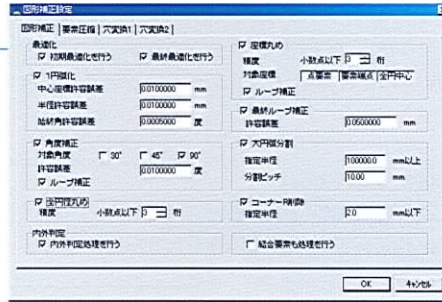 図形補正設定
図形補正 要素圧縮 穴変換1 穴変換2
最適化
初期最適化を行う 最終最適化を行う
1円弧化
中心座標許容誤差 0.0100000 mm
半径許容誤差 0.0100000 mm
始終角許容誤差 0.0005000 度
角度補正
対象角度 30° 45° 90°
許容誤差 0.0100000 度
ループ補正
全円径丸め
精度 小数点以下 3 桁
内外判定
内外判定処理を行う
座標丸め
精度 小数点以下 3 桁
対象座標 点要素 要素端点 全円中心
ループ補正
最終ループ補正
許容誤差 0.0500000 mm
大円弧分割
指定半径 10000.0 mm以上
分割ピッチ 10.00 mm
コーナーR削除
指定半径 2.0 mm以下
結合要素も処理を行う
OK キャンセル